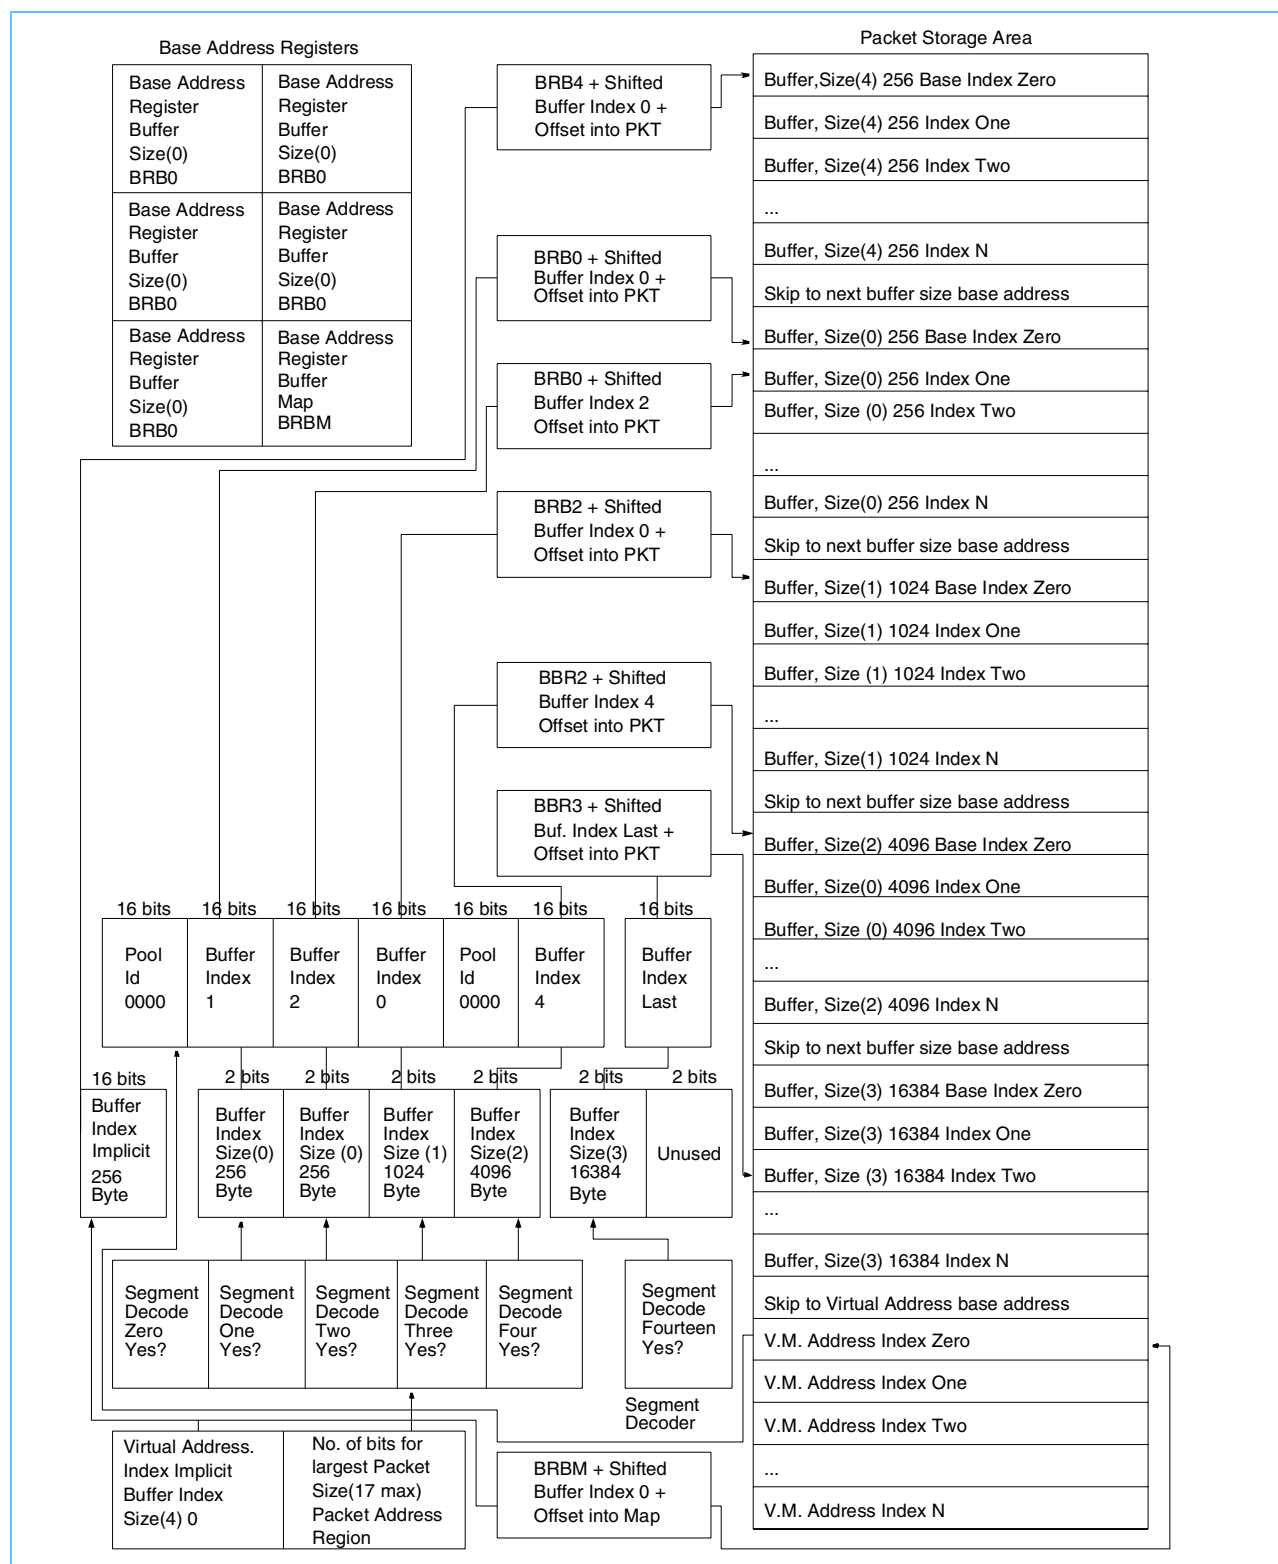 Base Address Registers
Base Address
Register
Buffer
Size(0)
BRB0
Base Address
Register
Buffer
Size(0)
BRB0
Base Address
Register
Buffer
Size(0)
BRB0
Base Address
Register
Buffer
Size(0)
BRB0
Base Address
Register
Buffer
Size(0)
BRB0
Base Address
Register
Buffer
Map
BRBM
BRB4 + Shifted
Buffer Index 0 +
Offset into PKT
BRB0 + Shifted
Buffer Index 0 +
Offset into PKT
BRB0 + Shifted
Buffer Index 2
Offset into PKT
BRB2 + Shifted
Buffer Index 0 +
Offset into PKT
BBR2 + Shifted
Buffer Index 4
Offset into PKT
BBR3 + Shifted
Buf. Index Last +
Offset into PKT
Packet Storage Area
Buffer,Size(4) 256 Base Index Zero
Buffer, Size(4) 256 Index One
Buffer, Size(4) 256 Index Two
...
Buffer, Size(4) 256 Index N
Skip to next buffer size base address
Buffer, Size(0) 256 Base Index Zero
Buffer, Size(0) 256 Index One
Buffer, Size (0) 256 Index Two
...
Buffer, Size(0) 256 Index N
Skip to next buffer size base address
Buffer, Size(1) 1024 Base Index Zero
Buffer, Size(1) 1024 Index One
Buffer, Size (1) 1024 Index Two
...
Buffer, Size(1) 1024 Index N
Skip to next buffer size base address
Buffer, Size(2) 4096 Base Index Zero
Buffer, Size(0) 4096 Index One
Buffer, Size (0) 4096 Index Two
...
Buffer, Size(2) 4096 Index N
Skip to next buffer size base address
Buffer, Size(3) 16384 Base Index Zero
Buffer, Size(3) 16384 Index One
Buffer, Size (3) 16384 Index Two
...
Buffer, Size(3) 16384 Index N
Skip to Virtual Address base address
V.M. Address Index Zero
V.M. Address Index One
V.M. Address Index Two
...
V.M. Address Index N
16 bits
Pool
Id
0000
16 bits
Buffer
Index
1
16 bits
Buffer
Index
2
16 bits
Buffer
Index
0
16 bits
Pool
Id
0000
16 bits
Buffer
Index
4
16 bits
Buffer
Index
Last
16 bits
Buffer
Index
Implicit
256
Byte
2 bits
Buffer
Index
Size(0)
256
Byte
2 bits
Buffer
Index
Size (0)
256
Byte
2 bits
Buffer
Index
Size (1)
1024
Byte
2 bits
Buffer
Index
Size(2)
4096
Byte
2 bits
Buffer
Index
Size(3)
16384
Byte
2 bits
Unused
Segment
Decode
Zero
Yes?
Segment
Decode
One
Yes?
Segment
Decode
Two
Yes?
Segment
Decode
Three
Yes?
Segment
Decode
Four
Yes?
Segment
Decode
Fourteen
Yes?
Segment
Decoder
Virtual Address.
Index Implicit
Buffer Index
Size(4) 0
No. of bits for
largest Packet
Size(17 max)
Packet Address
Region
BRBM + Shifted
Buffer Index 0 +
Offset into Map